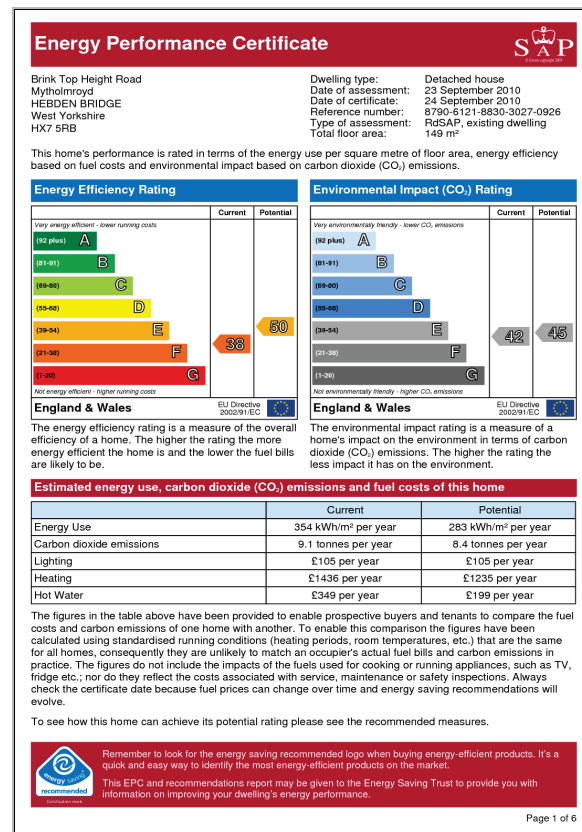 Energy Performance Certificate
SAP
© Crown copyright 2009
Brink Top Height Road
Mytholmroyd
HEBDEN BRIDGE
West Yorkshire
HX7 5RB
Dwelling type: Detached house
Date of assessment: 23 September 2010
Date of certificate: 24 September 2010
Reference number: 8790-6121-8830-3027-0926
Type of assessment: RdSAP, existing dwelling
Total floor area: 149 m²
This home's performance is rated in terms of the energy use per square metre of floor area, energy efficiency
based on fuel costs and environmental impact based on carbon dioxide (CO₂) emissions.
Energy Efficiency Rating
Current Potential
Very energy efficient - lower running costs
(92 plus) A
(81-91) B
(69-80) C
(55-68) D
(39-54) E
(21-38) F
(1-20) G
38
50
Not energy efficient - higher running costs
England & Wales
EU Directive
2002/91/EC
The energy efficiency rating is a measure of the overall
efficiency of a home. The higher the rating the more
energy efficient the home is and the lower the fuel bills
are likely to be.
Environmental Impact (CO₂) Rating
Current Potential
Very environmentally friendly - lower CO₂ emissions
(92 plus) A
(81-91) B
(69-80) C
(55-68) D
(39-54) E
(21-38) F
(1-20) G
42
45
Not environmentally friendly - higher CO₂ emissions
England & Wales
EU Directive
2002/91/EC
The environmental impact rating is a measure of a
home's impact on the environment in terms of carbon
dioxide (CO₂) emissions. The higher the rating the
less impact it has on the environment.
Estimated energy use, carbon dioxide (CO₂) emissions and fuel costs of this home
Current Potential
Energy Use 354 kWh/m² per year 283 kWh/m² per year
Carbon dioxide emissions 9.1 tonnes per year 8.4 tonnes per year
Lighting £105 per year £105 per year
Heating £1436 per year £1235 per year
Hot Water £349 per year £199 per year
The figures in the table above have been provided to enable prospective buyers and tenants to compare the fuel
costs and carbon emissions of one home with another. To enable this comparison the figures have been
calculated using standardised running conditions (heating periods, room temperatures, etc.) that are the same
for all homes, consequently they are unlikely to match an occupier's actual fuel bills and carbon emissions in
practice. The figures do not include the impacts of the fuels used for cooking or running appliances, such as TV,
fridge etc.; nor do they reflect the costs associated with service, maintenance or safety inspections. Always
check the certificate date because fuel prices can change over time and energy saving recommendations will
evolve.
To see how this home can achieve its potential rating please see the recommended measures.
energy saving
recommended
Certification mark
Remember to look for the energy saving recommended logo when buying energy-efficient products. It's a
quick and easy way to identify the most energy-efficient products on the market.
This EPC and recommendations report may be given to the Energy Saving Trust to provide you with
information on improving your dwelling's energy performance.
Page 1 of 6